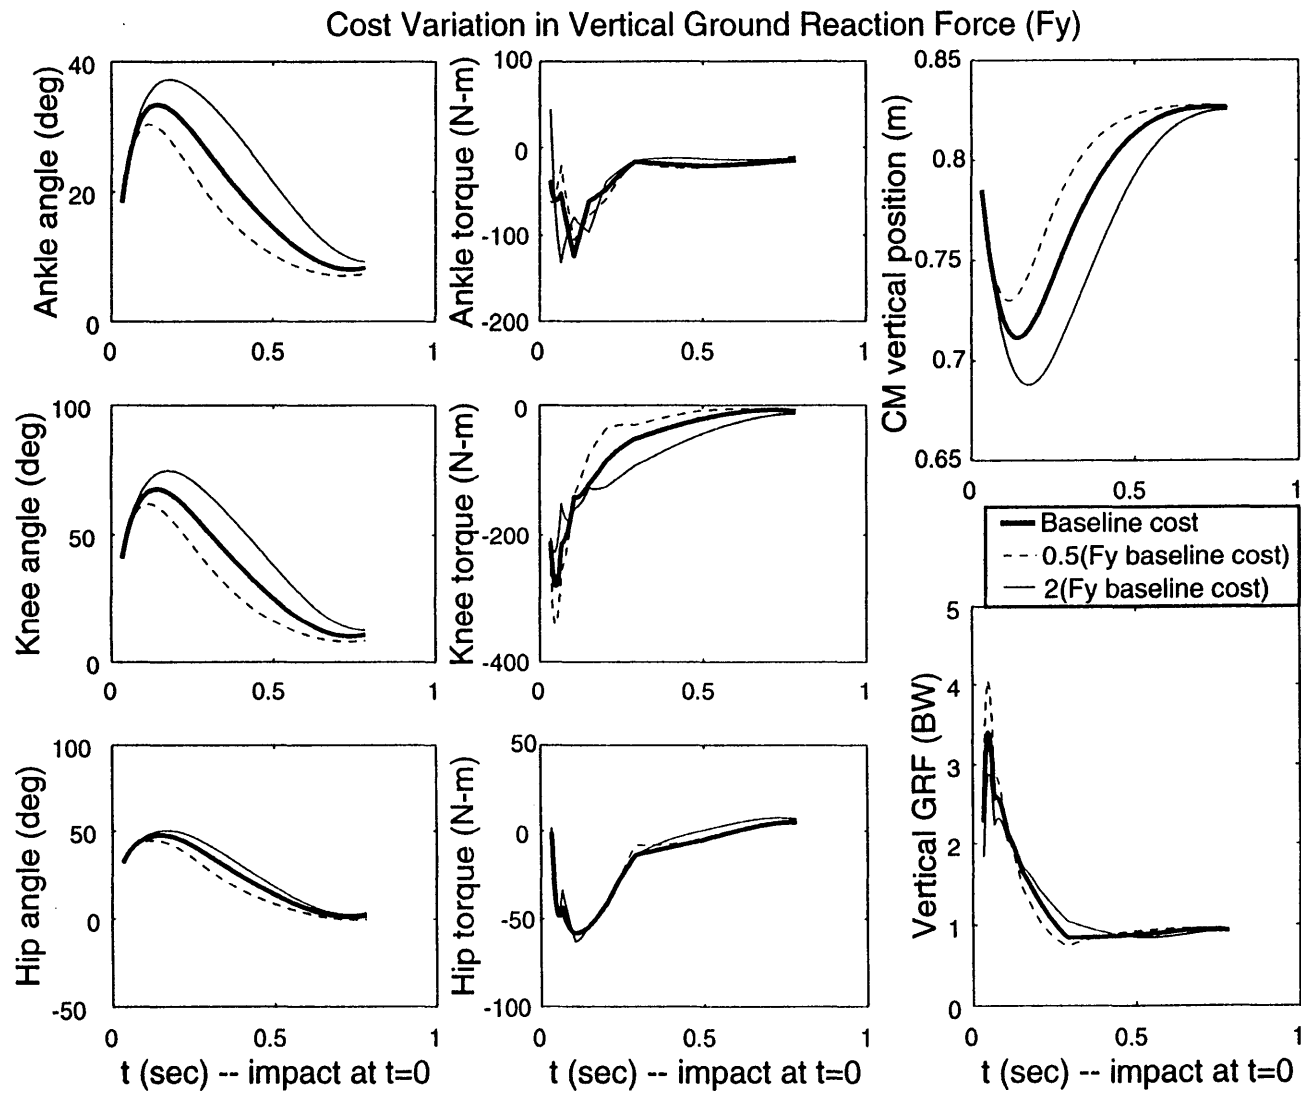 Cost Variation in Vertical Ground Reaction Force (Fy)
Ankle angle (deg)
40
20
0
0 0.5 1
Ankle torque (N-m)
100
0
-100
-200
0 0.5 1
CM vertical position (m)
0.85
0.8
0.75
0.7
0.65
0 0.5 1
Knee angle (deg)
100
50
0
0 0.5 1
Knee torque (N-m)
0
-200
-400
0 0.5 1
Baseline cost
0.5(Fy baseline cost)
2(Fy baseline cost)
Hip angle (deg)
100
50
0
-50
0 0.5 1
t (sec) -- impact at t=0
Hip torque (N-m)
50
0
-50
-100
0 0.5 1
t (sec) -- impact at t=0
Vertical GRF (BW)
5
4
3
2
1
0
0 0.5 1
t (sec) -- impact at t=0